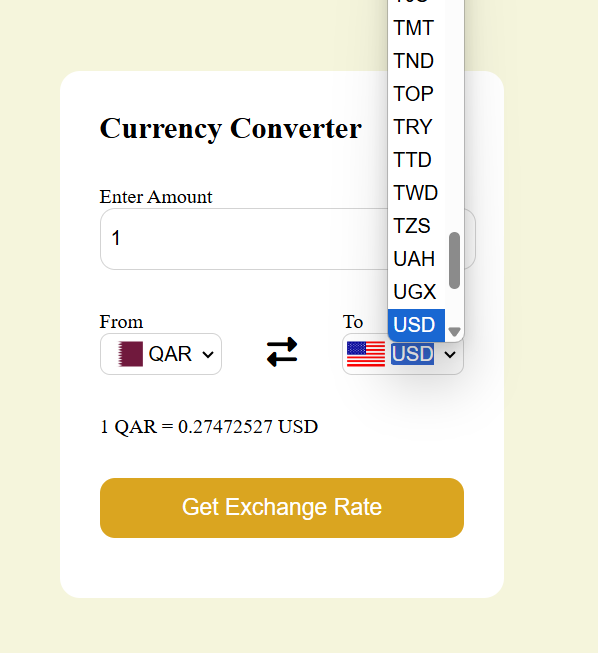 TMT
TND
TOP
Currency Converter
TRY
TTD
TWD
Enter Amount
TZS
1
UAH
UGX
From
To
USD
QAR
USD
1 QAR = 0.27472527 USD
Get Exchange Rate